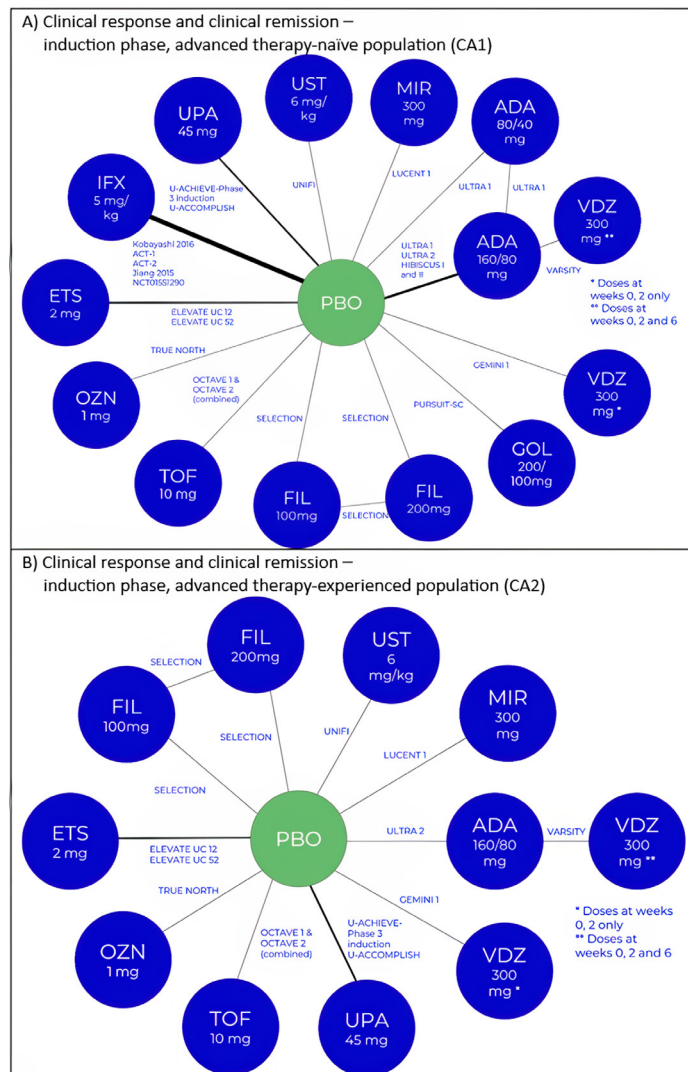 A) Clinical response and clinical remission –
induction phase, advanced therapy-naïve population (CA1)
UST
6 mg/
kg
MIR
300
mg
UPA
45 mg
ADA
80/40
mg
IFX
5 mg/
kg
UNIFI
LUCENT 1
ULTRA 1
ULTRA 1
U-ACHIEVE-Phase
3 induction
U-ACCOMPLISH
VDZ
300
mg **
Kobayashi 2016
ACT-1
ACT-2
Jiang 2015
NCT01551290
ULTRA 1
ULTRA 2
HIBISCUS I
and II
ADA
160/80
mg
VARSITY
ETS
2 mg
PBO
* Doses at
weeks 0, 2 only
** Doses at
weeks 0, 2 and 6
ELEVATE UC 12
ELEVATE UC 52
TRUE NORTH
GEMINI 1
OZN
1 mg
OCTAVE 1 &
OCTAVE 2
(combined)
VDZ
300
mg *
PURSUIT-SC
SELECTION
SELECTION
GOL
200/
100mg
TOF
10 mg
FIL
100mg
SELECTION
FIL
200mg
B) Clinical response and clinical remission –
induction phase, advanced therapy-experienced population (CA2)
FIL
200mg
UST
6
mg/kg
SELECTION
FIL
100mg
MIR
300
mg
SELECTION
UNIFI
LUCENT 1
SELECTION
ETS
2 mg
PBO
ULTRA 2
ADA
160/80
mg
VARSITY
VDZ
300
mg **
ELEVATE UC 12
ELEVATE UC 52
TRUE NORTH
GEMINI 1
* Doses at weeks
0, 2 only
** Doses at
weeks 0, 2 and 6
OZN
1 mg
OCTAVE 1 &
OCTAVE 2
(combined)
U-ACHIEVE-
Phase 3
induction
U-ACCOMPLISH
VDZ
300
mg *
TOF
10 mg
UPA
45 mg